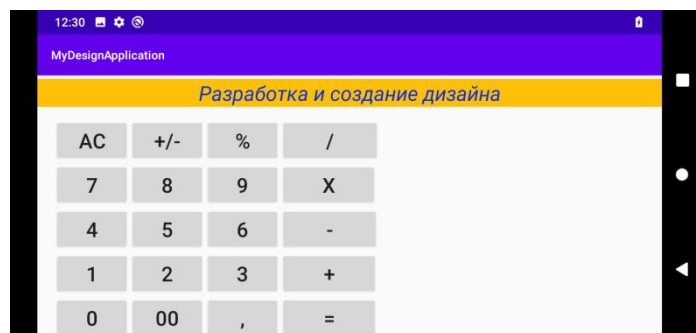 12:30
MyDesignApplication
Разработка и создание дизайна
AC +/- % /
7 8 9 X
4 5 6 -
1 2 3 +
0 00 , =